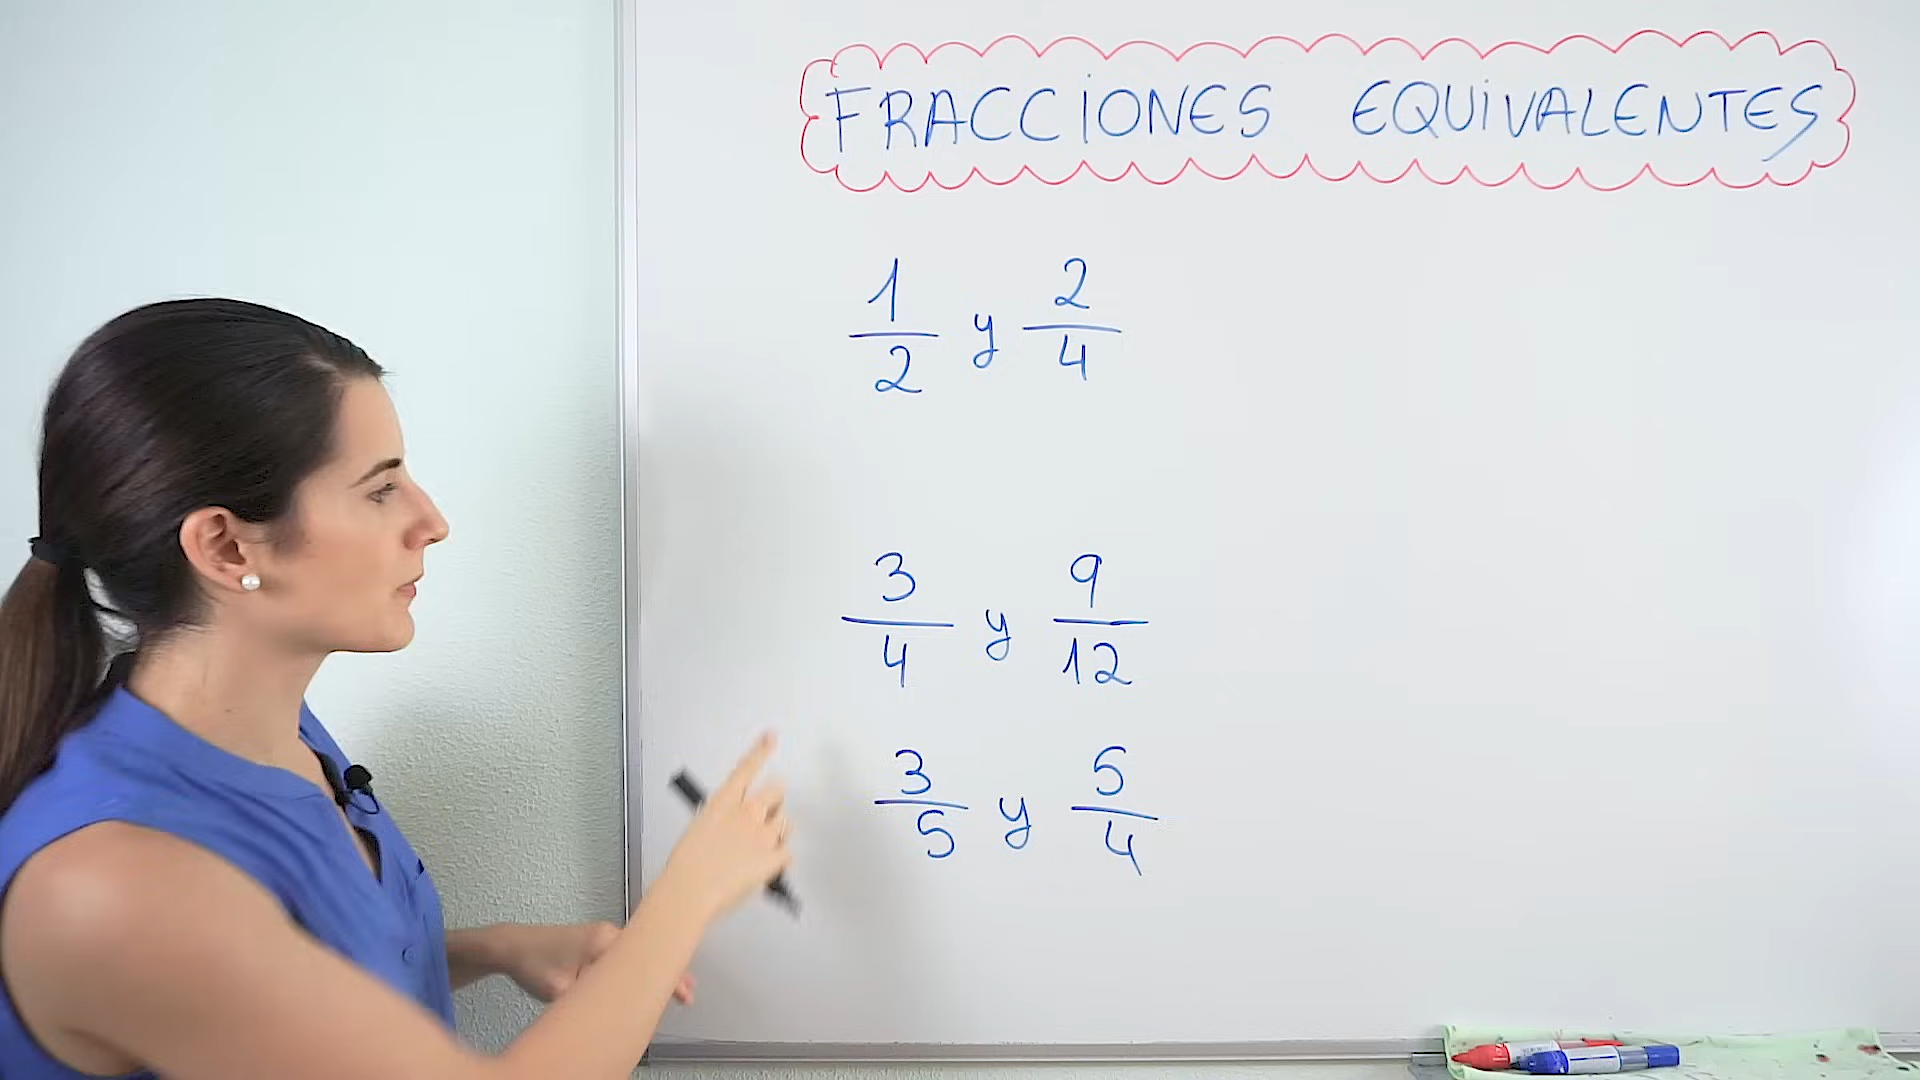 FRACCIONES EQUIVALENTES
1/2 y 2/4
3/4 y 9/12
3/5 y 5/4